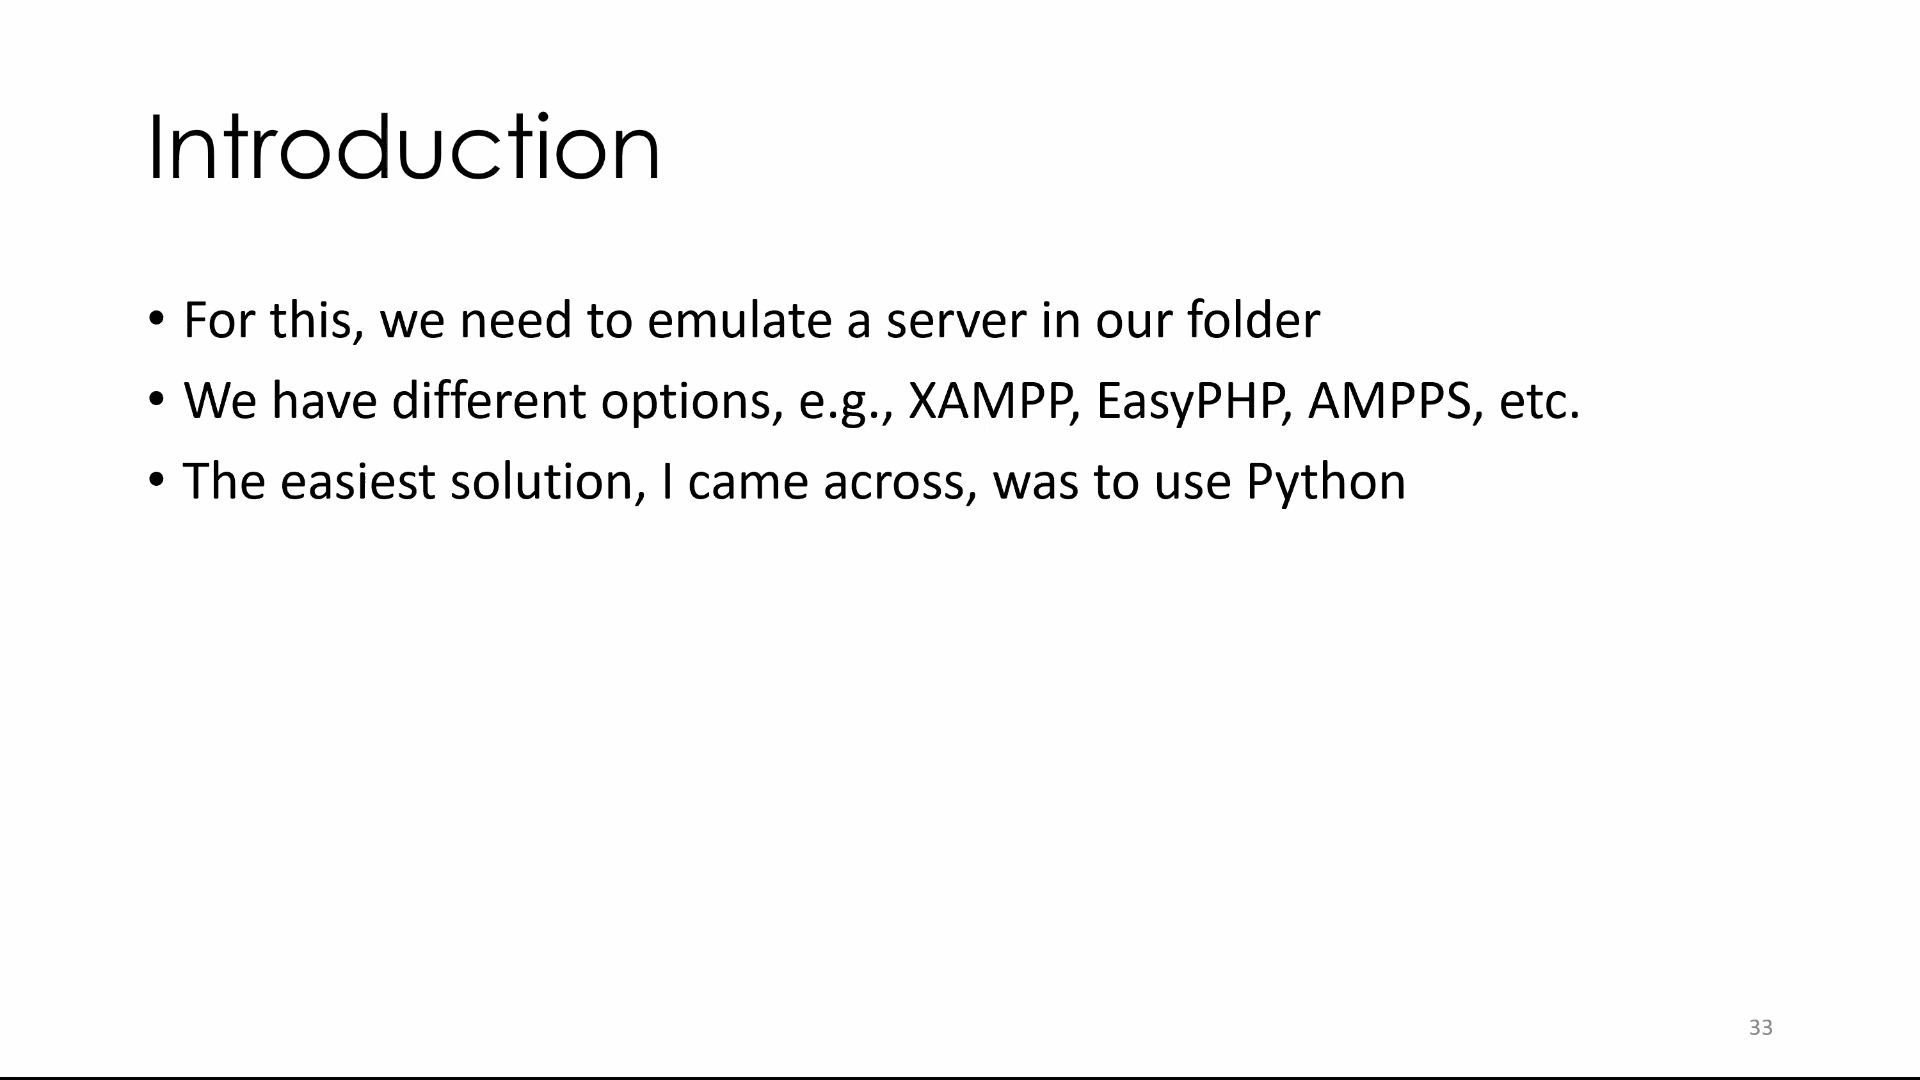 Introduction
• For this, we need to emulate a server in our folder
• We have different options, e.g., XAMPP, EasyPHP, AMPPS, etc.
• The easiest solution, I came across, was to use Python
33